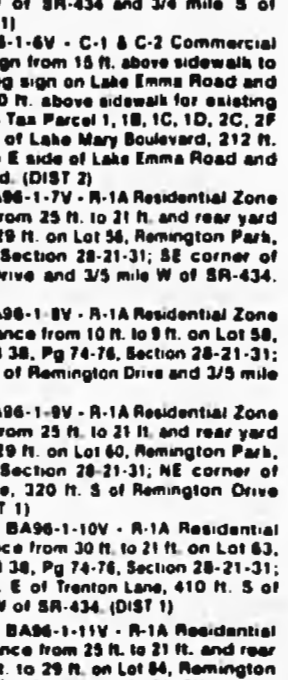 of SR-434 and 3/4 mile S of
1)
-1-6V - C-1 & C-2 Commercial
gn from 15 ft. above sidewalk to
g sign on Lake Emma Road and
0 ft. above sidewalk for existing
Tax Parcel 1, 1B, 1C, 1D, 2C, 2F
of Lake Mary Boulevard, 212 ft.
E side of Lake Emma Road and
d. (DIST 2)
A96-1-7V - R-1A Residential Zone
rom 25 ft. to 21 ft. and rear yard
29 ft. on Lot 56, Remington Park,
Section 28-21-31; SE corner of
rive and 3/5 mile W of SR-434.
A96-1-8V - R-1A Residential Zone
ance from 10 ft. to 9 ft. on Lot 58,
38, Pg 74-76, Section 28-21-31;
of Remington Drive and 3/5 mile
A96-1-9V - R-1A Residential Zone
rom 25 ft. to 21 ft. and rear yard
29 ft. on Lot 60, Remington Park,
Section 28-21-31; NE corner of
e, 320 ft. S of Remington Drive
T 1)
BA96-1-10V - R-1A Residential
ce from 30 ft. to 21 ft. on Lot 63,
38, Pg 74-76, Section 28-21-31;
. E of Trenton Lane, 410 ft. S of
W of SR-434. (DIST 1)
BA96-1-11V - R-1A Residential
nce from 25 ft. to 21 ft. and rear
t. to 29 ft. on Lot 84, Remington